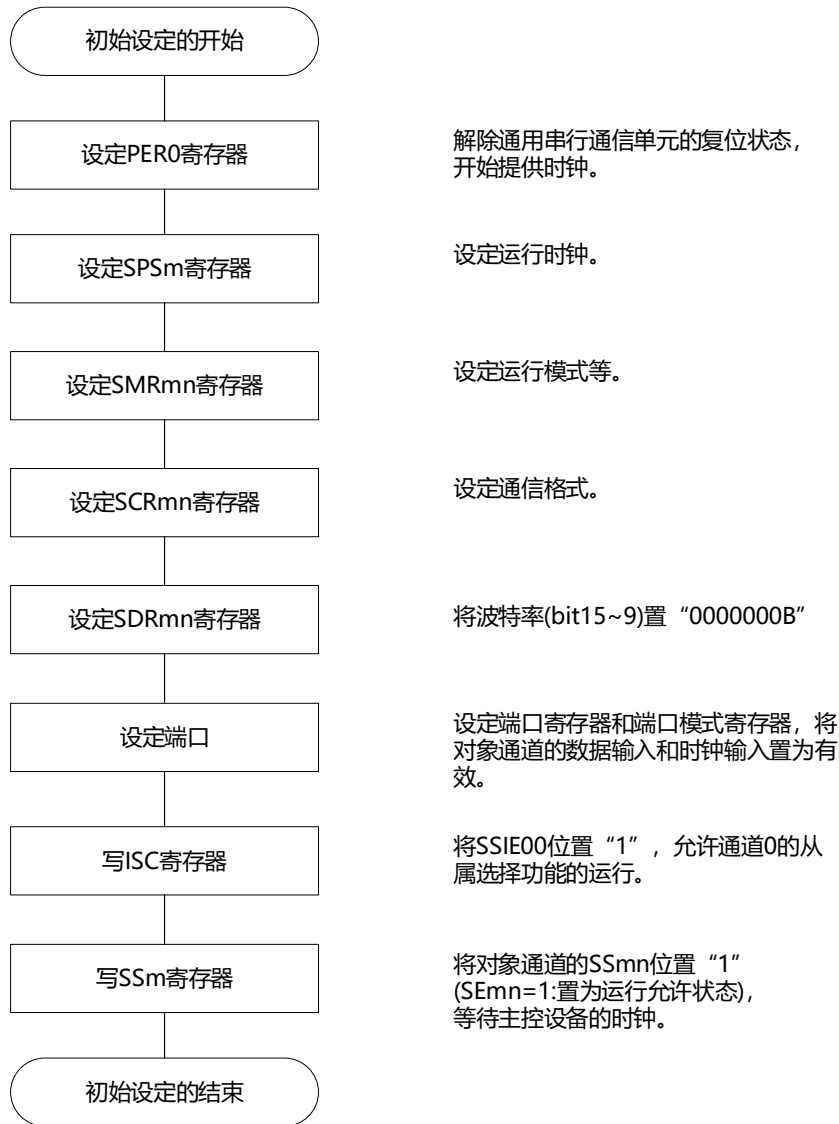 初始设定的开始
设定PER0寄存器
解除通用串行通信单元的复位状态，
开始提供时钟。
设定SPSm寄存器
设定运行时钟。
设定SMRmn寄存器
设定运行模式等。
设定SCRmn寄存器
设定通信格式。
设定SDRmn寄存器
将波特率(bit15~9)置“0000000B”
设定端口
设定端口寄存器和端口模式寄存器，将
对象通道的数据输入和时钟输入置为有
效。
写ISC寄存器
将SSIE00位置“1”，允许通道0的从
属选择功能的运行。
写SSm寄存器
将对象通道的SSmn位置“1”
(SEmn=1:置为运行允许状态)，
等待主控设备的时钟。
初始设定的结束